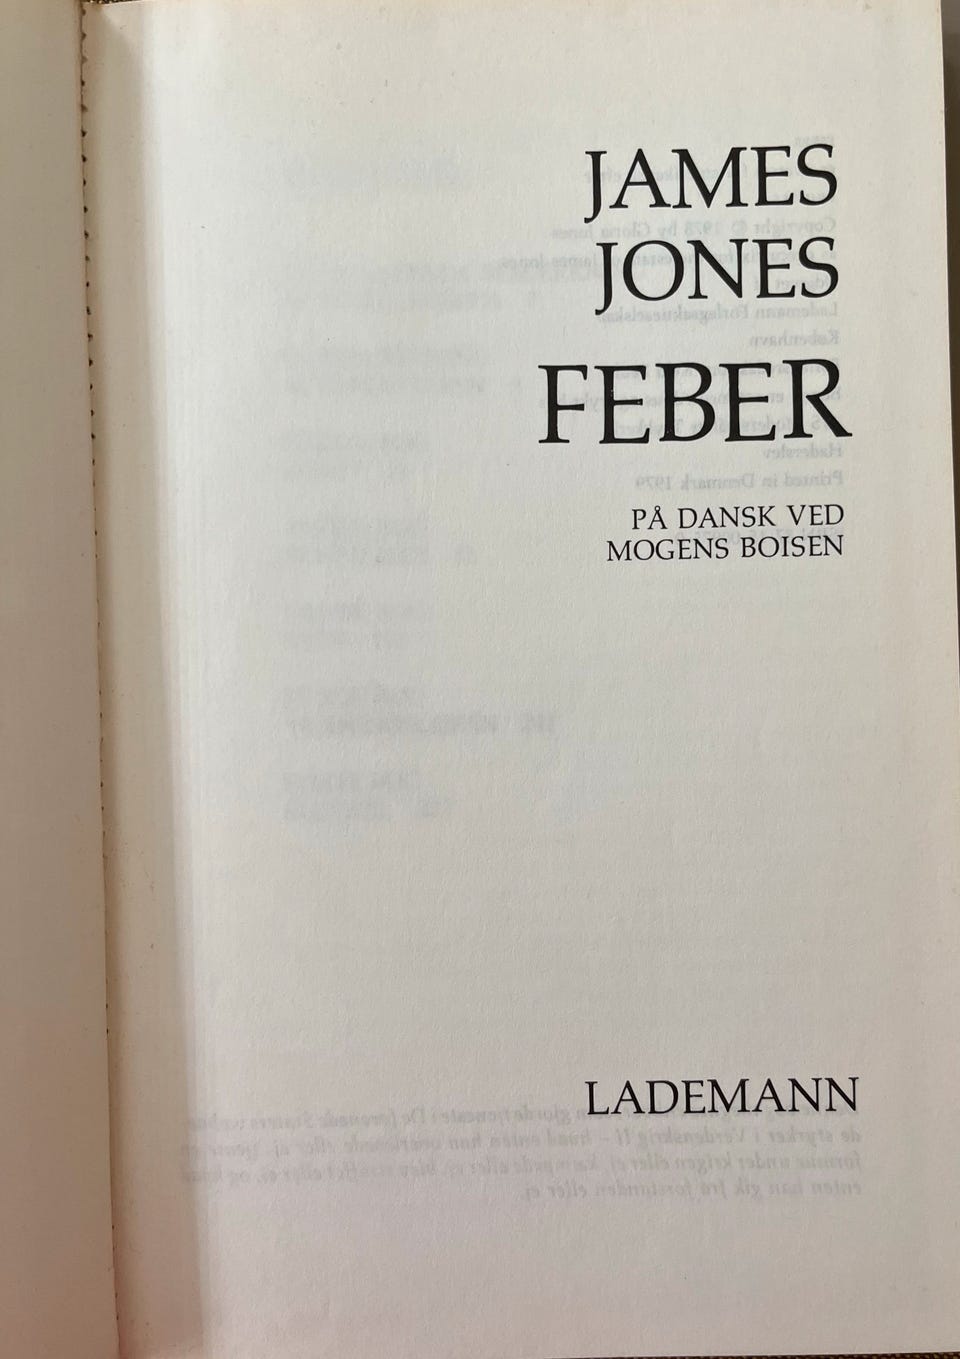 JAMES
JONES
FEBER
PÅ DANSK VED
MOGENS BOISEN
LADEMANN